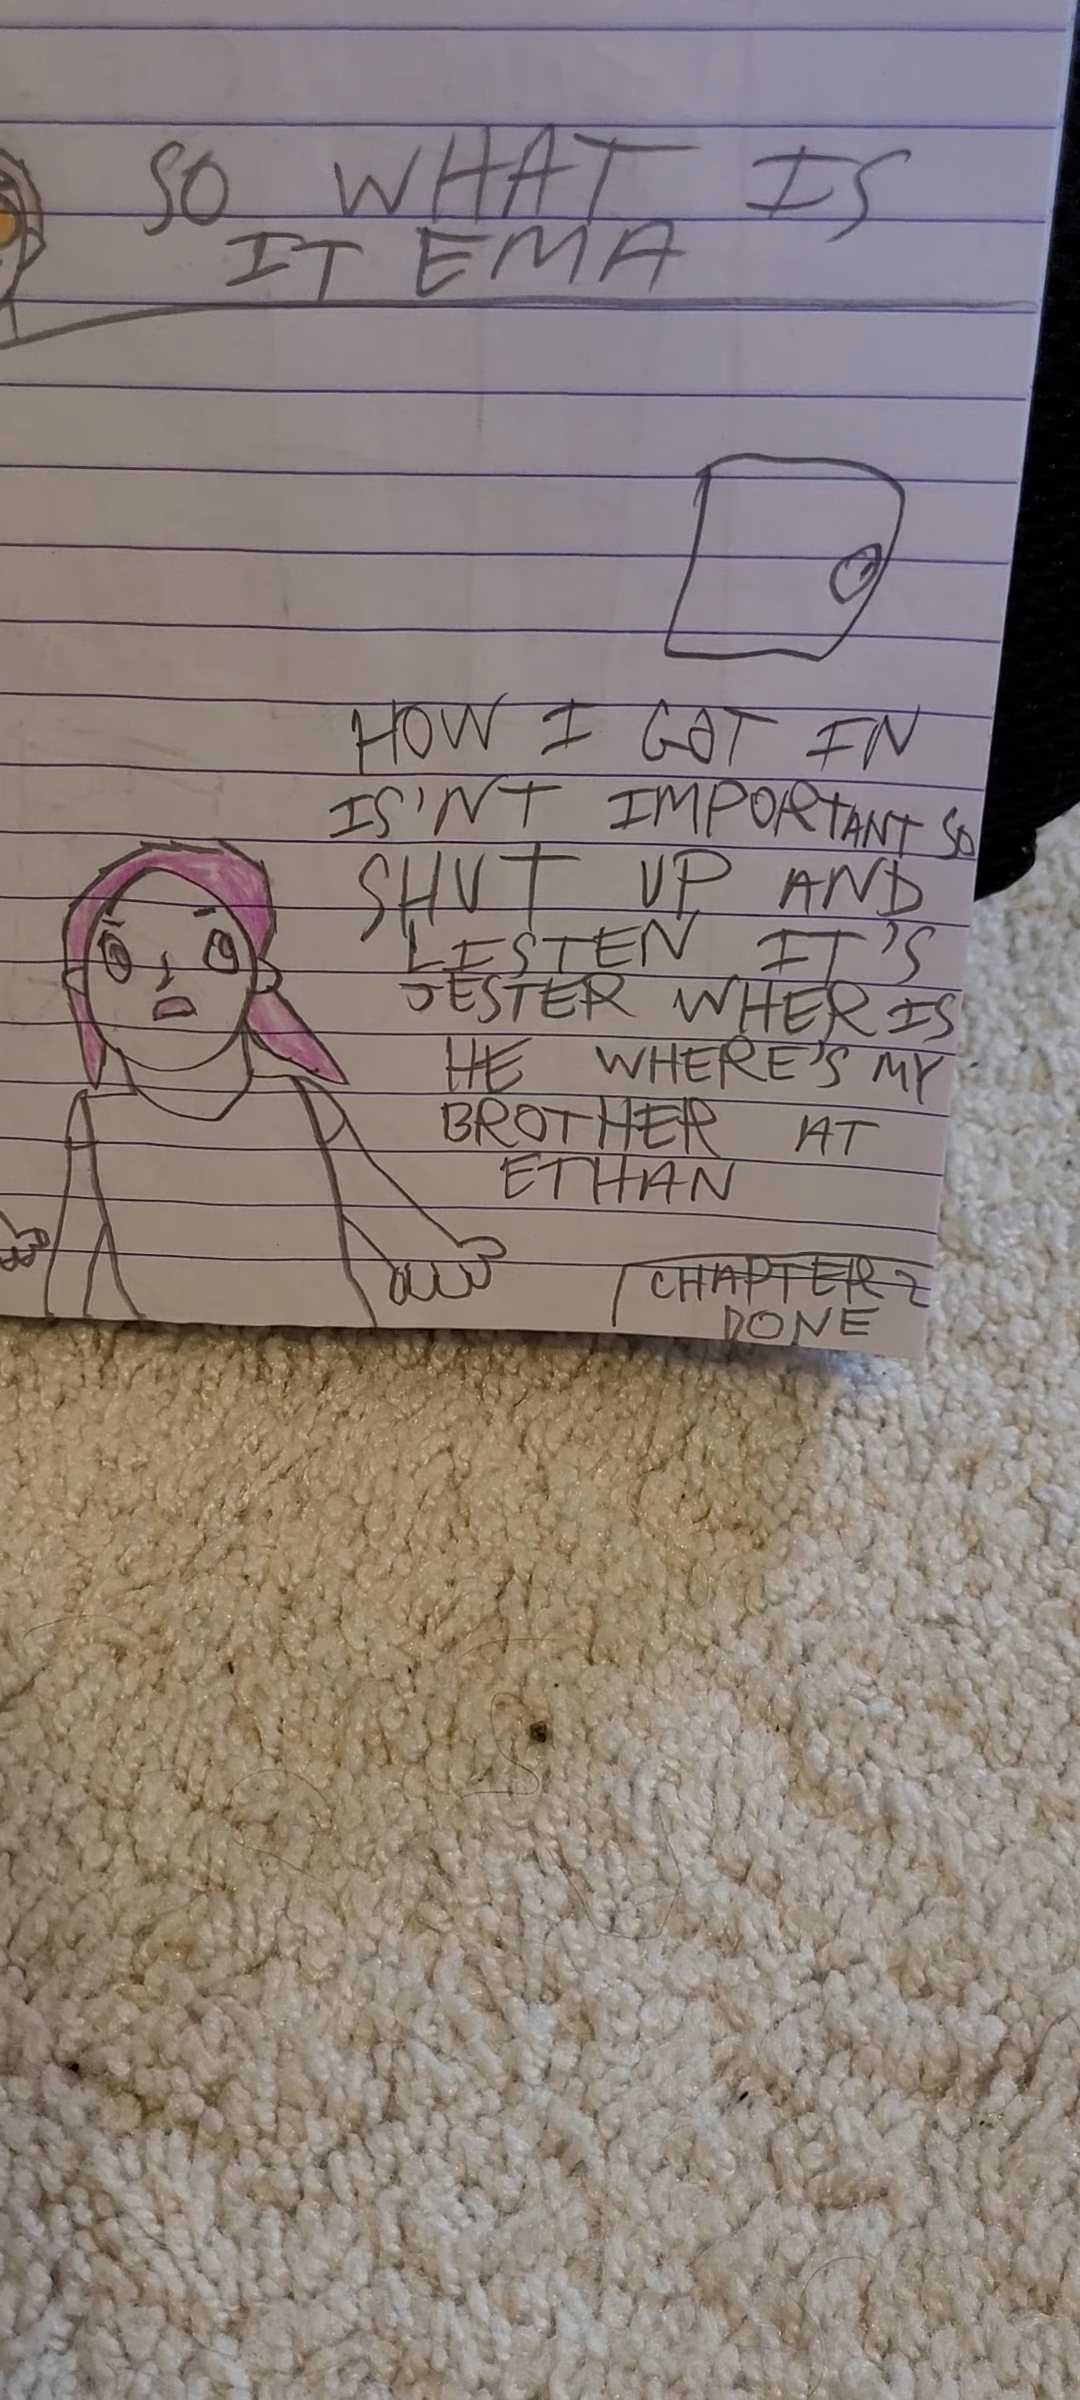 SO WHAT IS
IT EMA
HOW I GOT IN
IS'NT IMPORTANT SO
SHUT UP AND
LISTEN IT'S
JESTER WHER IS
HE WHERE'S MY
BROTHER AT
ETHAN
CHAPTER 2
DONE